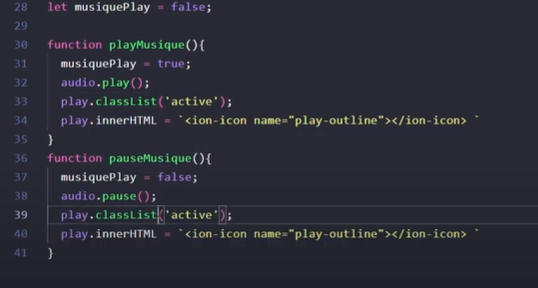 28 let musiquePlay = false;
29
30 function playMusique(){
31 musiquePlay = true;
32 audio.play();
33 play.classList('active');
34 play.innerHTML = `<ion-icon name="play-outline"></ion-icon> `
35 }
36 function pauseMusique(){
37 musiquePlay = false;
38 audio.pause();
39 play.classList('active');
40 play.innerHTML = `<ion-icon name="play-outline"></ion-icon> `
41 }